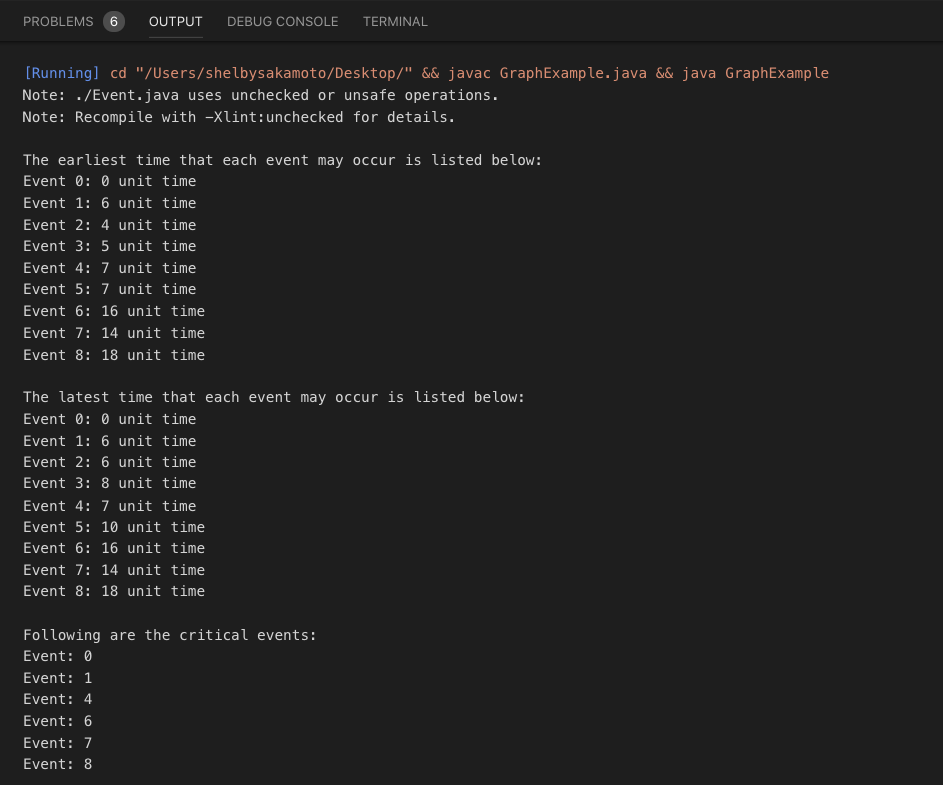 PROBLEMS 6 OUTPUT DEBUG CONSOLE TERMINAL
[Running] cd "/Users/shelbysakamoto/Desktop/" && javac GraphExample.java && java GraphExample
Note: ./Event.java uses unchecked or unsafe operations.
Note: Recompile with -Xlint:unchecked for details.
The earliest time that each event may occur is listed below:
Event 0: 0 unit time
Event 1: 6 unit time
Event 2: 4 unit time
Event 3: 5 unit time
Event 4: 7 unit time
Event 5: 7 unit time
Event 6: 16 unit time
Event 7: 14 unit time
Event 8: 18 unit time
The latest time that each event may occur is listed below:
Event 0: 0 unit time
Event 1: 6 unit time
Event 2: 6 unit time
Event 3: 8 unit time
Event 4: 7 unit time
Event 5: 10 unit time
Event 6: 16 unit time
Event 7: 14 unit time
Event 8: 18 unit time
Following are the critical events:
Event: 0
Event: 1
Event: 4
Event: 6
Event: 7
Event: 8